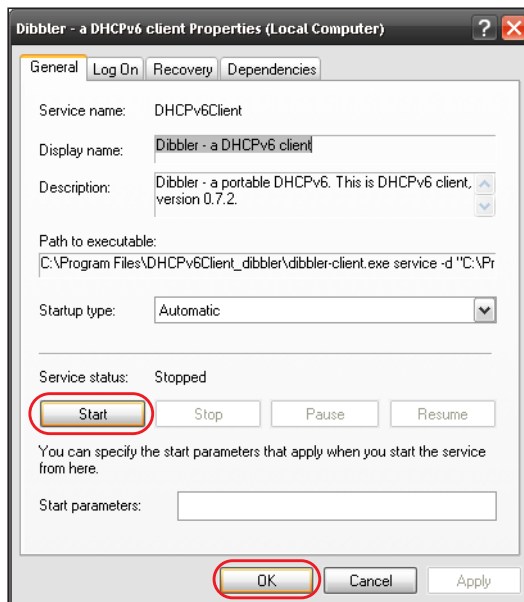 Dibbler - a DHCPv6 client Properties (Local Computer)
General Log On Recovery Dependencies
Service name: DHCPv6Client
Display name: Dibbler - a DHCPv6 client
Description: Dibbler - a portable DHCPv6. This is DHCPv6 client,
version 0.7.2.
Path to executable:
C:\Program Files\DHCPv6Client_dibbler\dibbler-client.exe service -d "C:\Pr
Startup type: Automatic
Service status: Stopped
Start Stop Pause Resume
You can specify the start parameters that apply when you start the service
from here.
Start parameters:
OK Cancel Apply